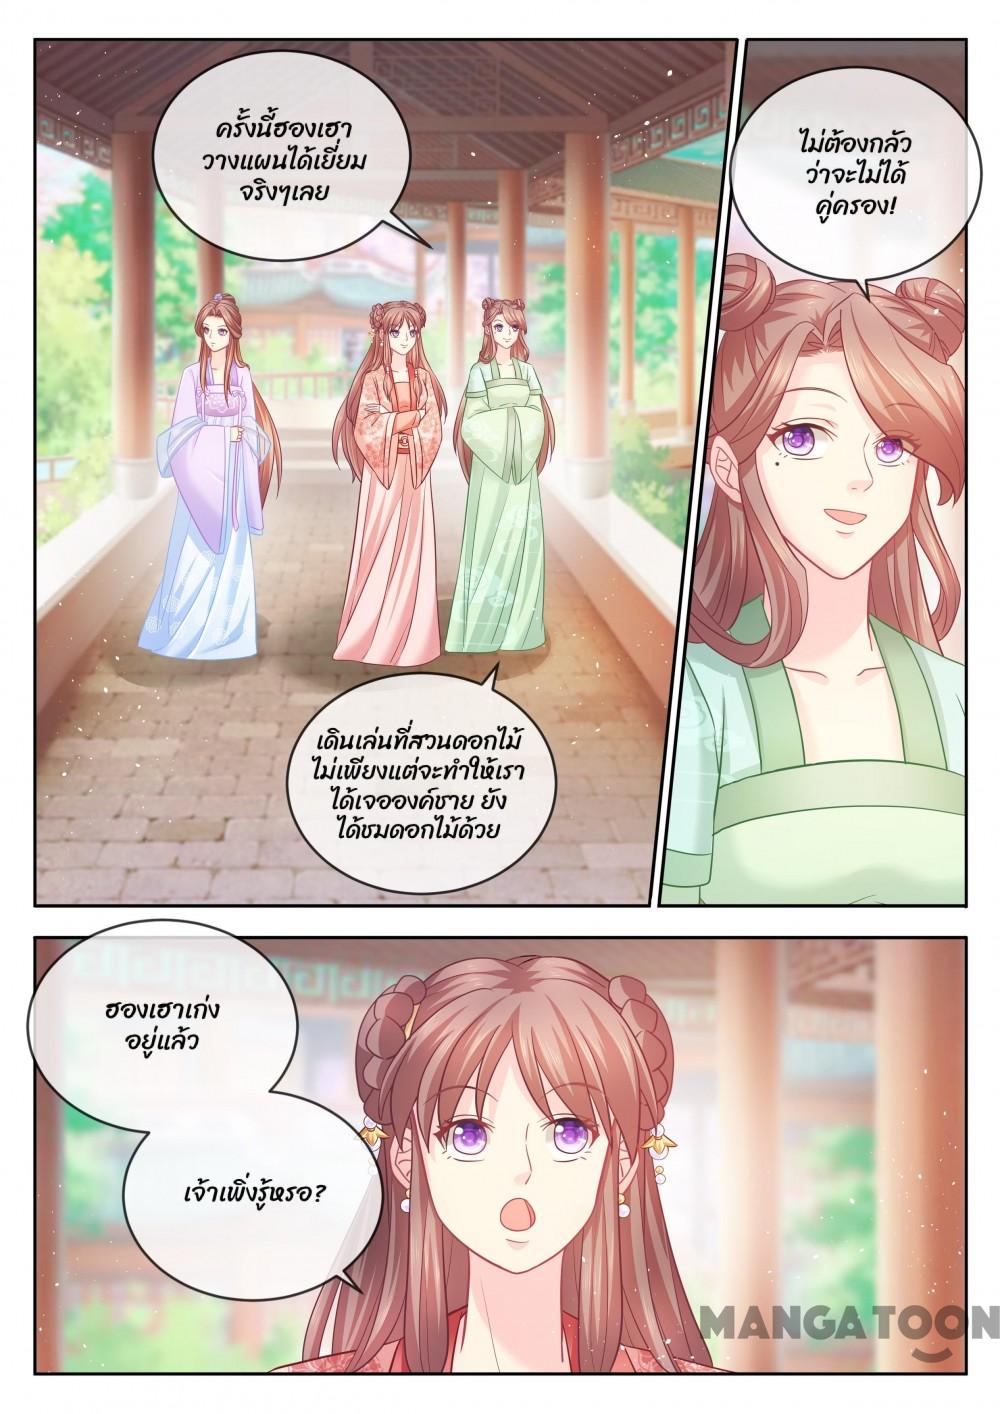 ครั้งนี้ฮองเฮา
วางแผนได้เยี่ยม
จริงๆเลย
เดินเล่นที่สวนดอกไม้
ไม่เพียงแต่จะทำให้เรา
ได้เจอองค์ชาย ยัง
ได้ชมดอกไม้ด้วย
ไม่ต้องกลัว
ว่าจะไม่ได้
คู่ครอง!
ฮองเฮาเก่ง
อยู่แล้ว
เจ้าเพิ่งรู้หรอ?
MANGATOON